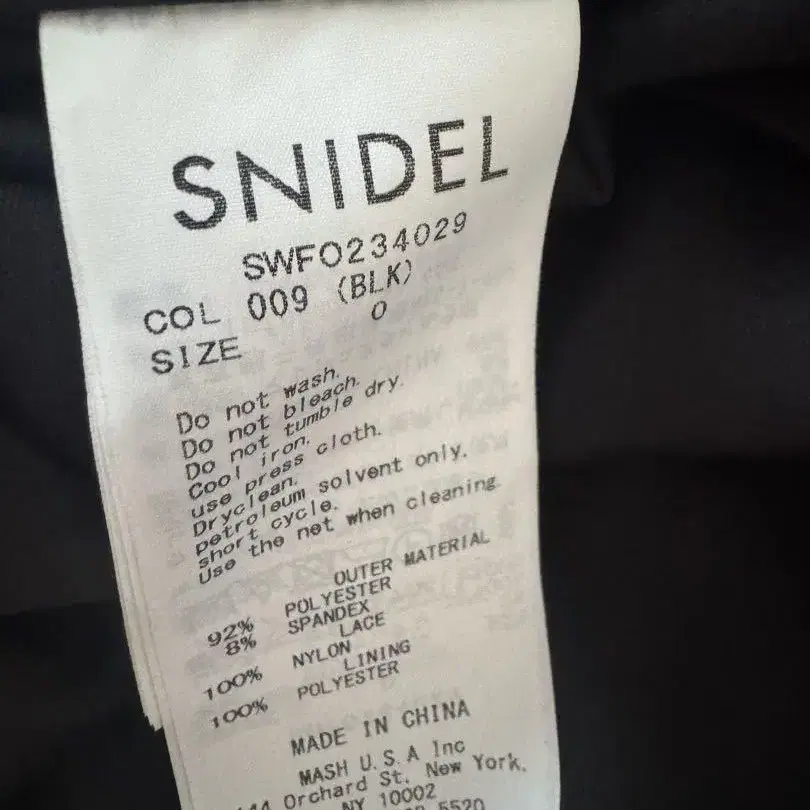 SNIDEL
SWFO234029
COL 009 (BLK)
SIZE 0
Do not wash.
Do not bleach.
Do not tumble dry.
Cool iron.
use press cloth.
Dryclean.
petroleum solvent only.
short cycle.
Use the net when cleaning.
OUTER MATERIAL
92% POLYESTER
8% SPANDEX
LACE
100% NYLON
LINING
100% POLYESTER
MADE IN CHINA
MASH U.S.A Inc
Orchard St. New York,
NY 10002
5520